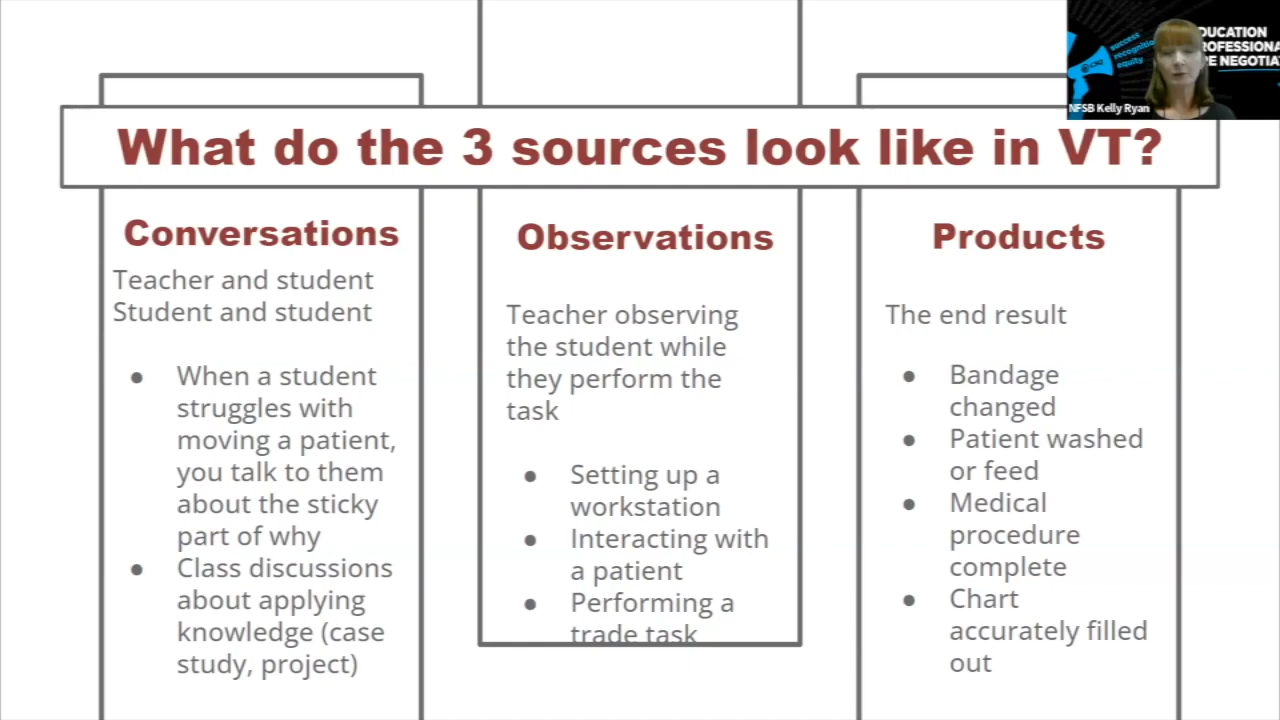 What do the 3 sources look like in VT?
Conversations
Teacher and student
Student and student
● When a student
struggles with
moving a patient,
you talk to them
about the sticky
part of why
● Class discussions
about applying
knowledge (case
study, project)
Observations
Teacher observing
the student while
they perform the
task
● Setting up a
workstation
● Interacting with
a patient
● Performing a
trade task
Products
The end result
● Bandage
changed
● Patient washed
or feed
● Medical
procedure
complete
● Chart
accurately filled
out
success
recognition
equity
NFSB Kelly Ryan